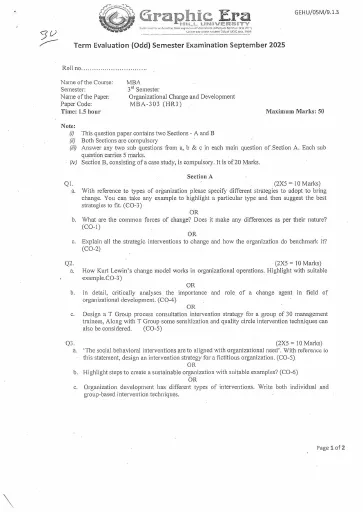 GEHU/05M/9.1.3
Graphic Era
HILL UNIVERSITY
30
Term Evaluation (Odd) Semester Examination September 2025
Roll no. ............................
Name of the Course: MBA
Semester: 3rd Semester
Name of the Paper: Organizational Change and Development
Paper Code: MBA-303 (HR3)
Time: 1.5 hour Maximum Marks: 50
Note:
i) This question paper contains two Sections - A and B
ii) Both Sections are compulsory
iii) Answer any two sub questions from a, b & c in each main question of Section A. Each sub
question carries 5 marks.
iv) Section B, consisting of a case study, is compulsory. It is of 20 Marks.
Section A
Q1. (2X5 = 10 Marks)
a. With reference to types of organization please specify different strategies to adopt to bring
change. You can take any example to highlight a particular type and then suggest the best
strategies to fit. (CO-3)
OR
b. What are the common forces of change? Does it make any differences as per their nature?
(CO-1)
OR
c. Explain all the strategic interventions to change and how the organization do benchmark it?
(CO-2)
Q2. (2X5 = 10 Marks)
a. How Kurt Lewin's change model works in organizational operations. Highlight with suitable
example.CO-3)
OR
b. In detail, critically analyses the importance and role of a change agent in field of
organizational development. (CO-4)
OR
c. Design a T Group process consultation intervention strategy for a group of 30 management
trainees, Along with T Group some sensitization and quality circle intervention techniques can
also be considered. (CO-5)
Q3. (2X5 = 10 Marks)
a. "The social behavioral interventions are to aligned with organizational need". With reference to
this statement, design an intervention strategy for a fictitious organization. (CO-5)
OR
b. Highlight steps to create a sustainable organization with suitable examples? (CO-6)
OR
c. Organization development has different types of interventions. Write both individual and
group-based intervention techniques.
Page 1 of 2